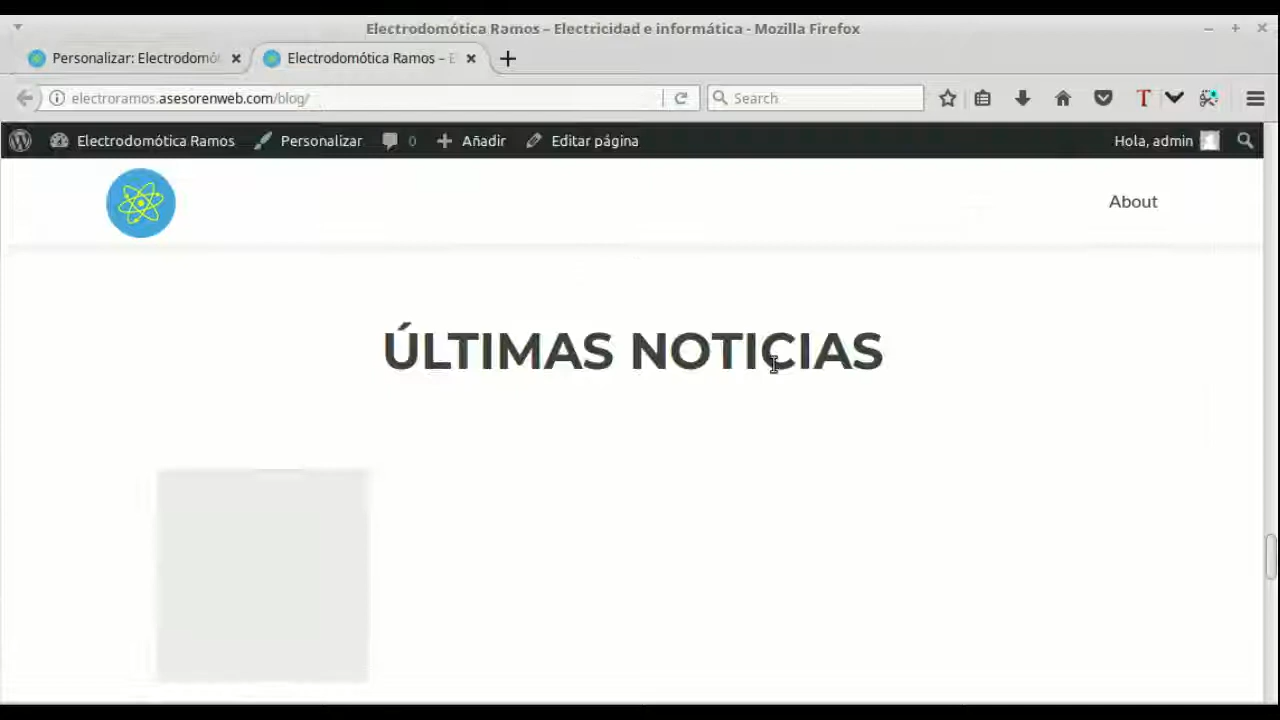 Electrodomótica Ramos – Electricidad e informática - Mozilla Firefox
Personalizar: Electrodomó
Electrodomótica Ramos – E
electroramos.asesorenweb.com/blog/
Search
T
Electrodomótica Ramos Personalizar 0 Añadir Editar página Hola, admin
About
ÚLTIMAS NOTICIAS